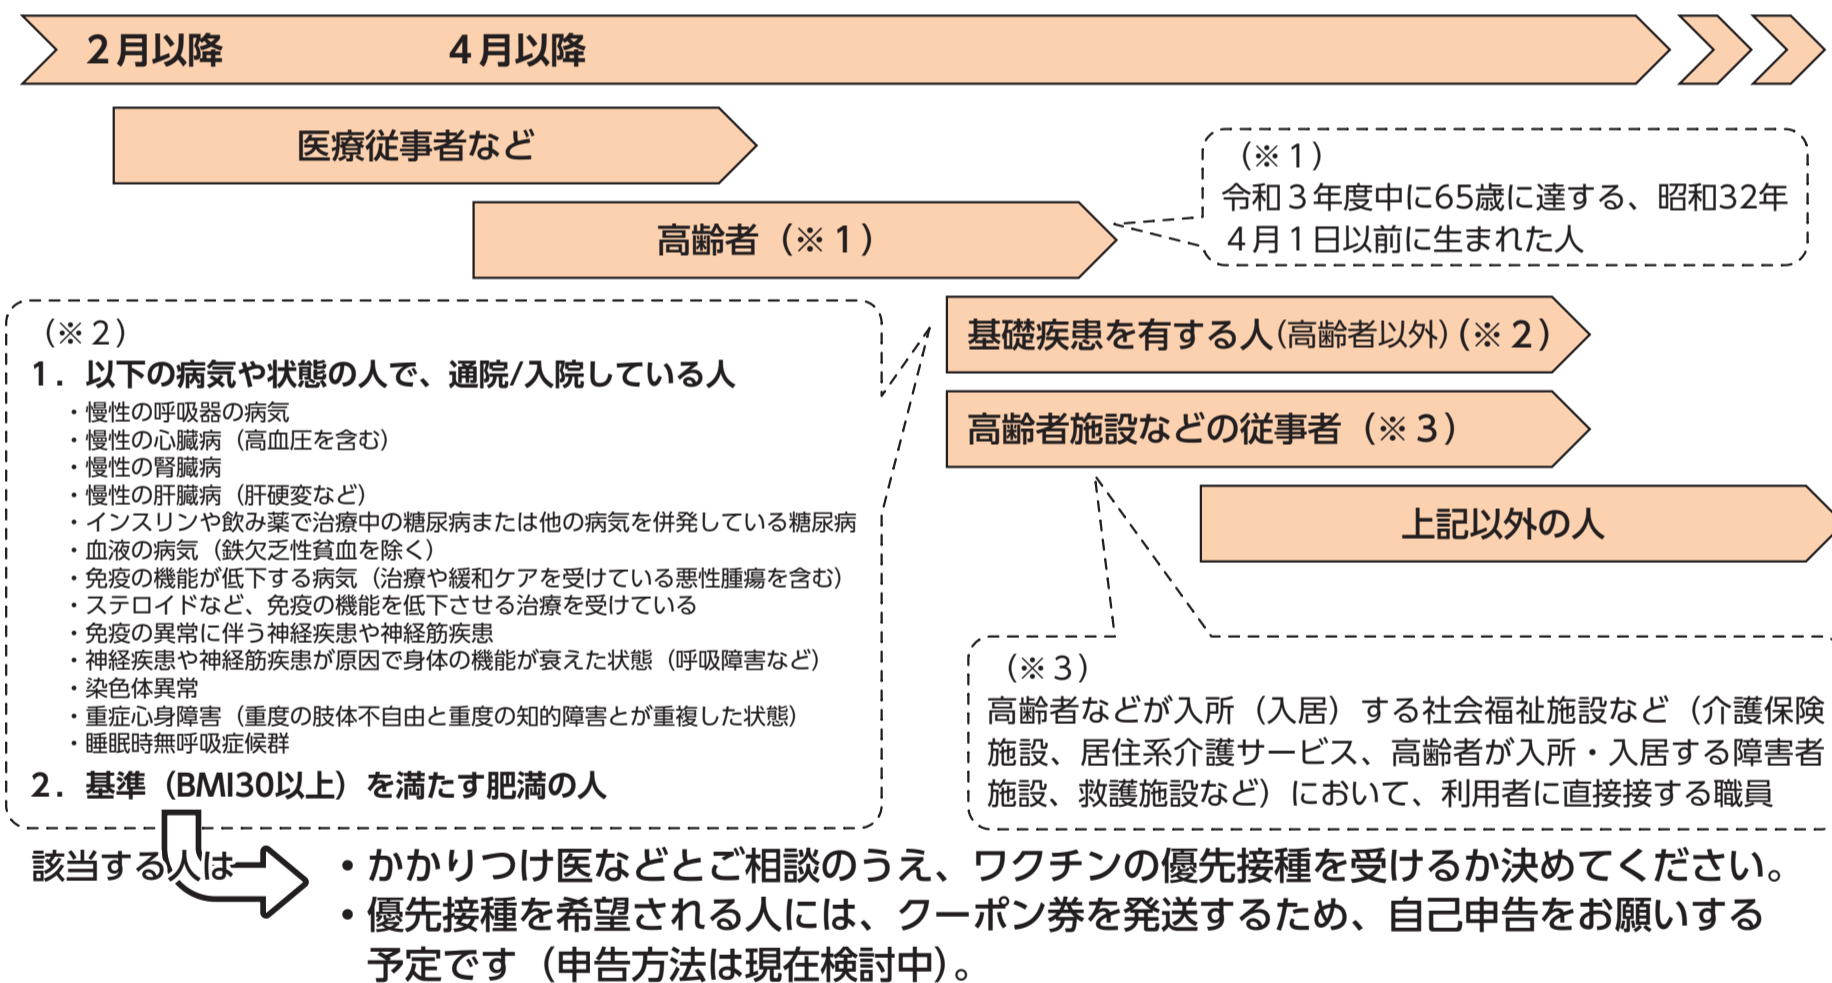 2月以降 4月以降
医療従事者など
高齢者（※1）
（※1）
令和3年度中に65歳に達する、昭和32年
4月1日以前に生まれた人
基礎疾患を有する人（高齢者以外）（※2）
高齢者施設などの従事者（※3）
上記以外の人
（※2）
1．以下の病気や状態の人で、通院/入院している人
・慢性の呼吸器の病気
・慢性の心臓病（高血圧を含む）
・慢性の腎臓病
・慢性の肝臓病（肝硬変など）
・インスリンや飲み薬で治療中の糖尿病または他の病気を併発している糖尿病
・血液の病気（鉄欠乏性貧血を除く）
・免疫の機能が低下する病気（治療や緩和ケアを受けている悪性腫瘍を含む）
・ステロイドなど、免疫の機能を低下させる治療を受けている
・免疫の異常に伴う神経疾患や神経筋疾患
・神経疾患や神経筋疾患が原因で身体の機能が衰えた状態（呼吸障害など）
・染色体異常
・重症心身障害（重度の肢体不自由と重度の知的障害とが重複した状態）
・睡眠時無呼吸症候群
2．基準（BMI30以上）を満たす肥満の人
（※3）
高齢者などが入所（入居）する社会福祉施設など（介護保険
施設、居住系介護サービス、高齢者が入所・入居する障害者
施設、救護施設など）において、利用者に直接接する職員
該当する人は
・かかりつけ医などとご相談のうえ、ワクチンの優先接種を受けるか決めてください。
・優先接種を希望される人には、クーポン券を発送するため、自己申告をお願いする
予定です（申告方法は現在検討中）。